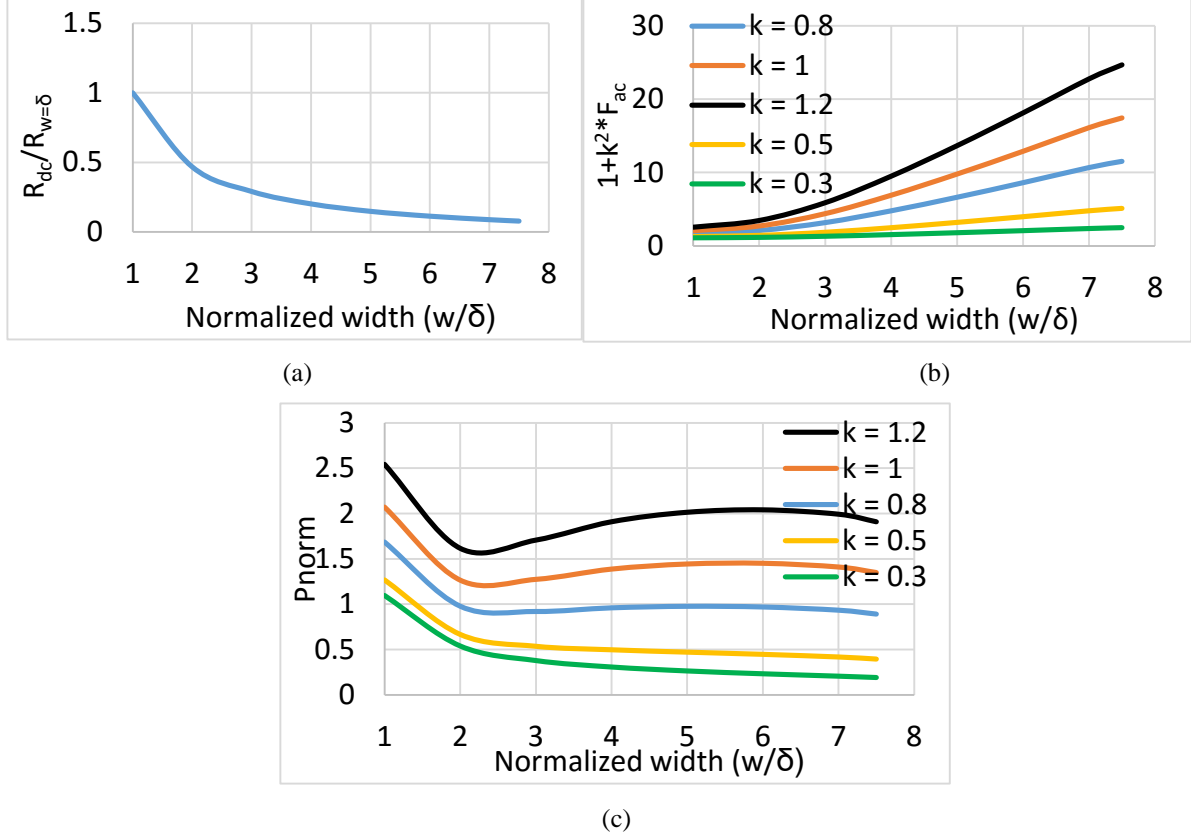 1.5
1
0.5
0
R_dc/R_w=δ
1 2 3 4 5 6 7 8
Normalized width (w/δ)
(a)
30
20
10
0
1+k²*F_ac
k = 0.8
k = 1
k = 1.2
k = 0.5
k = 0.3
1 2 3 4 5 6 7 8
Normalized width (w/δ)
(b)
3
2.5
2
1.5
1
0.5
0
Pnorm
k = 1.2
k = 1
k = 0.8
k = 0.5
k = 0.3
1 2 3 4 5 6 7 8
Normalized width (w/δ)
(c)